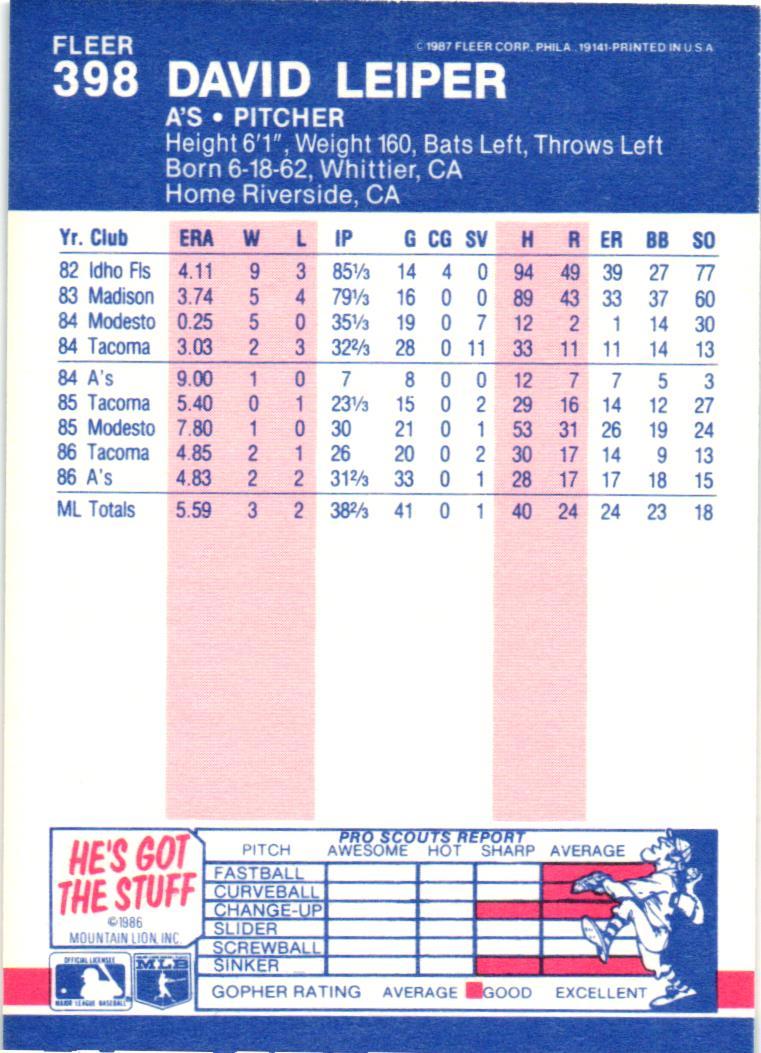 FLEER
©1987 FLEER CORP. PHILA., 19141-PRINTED IN U.S.A
398 DAVID LEIPER
A'S • PITCHER
Height 6'1", Weight 160, Bats Left, Throws Left
Born 6-18-62, Whittier, CA
Home Riverside, CA
Yr. Club ERA W L IP G CG SV H R ER BB SO
82 Idho Fls 4.11 9 3 85⅓ 14 4 0 94 49 39 27 77
83 Madison 3.74 5 4 79⅓ 16 0 0 89 43 33 37 60
84 Modesto 0.25 5 0 35⅓ 19 0 7 12 2 1 14 30
84 Tacoma 3.03 2 3 32⅔ 28 0 11 33 11 11 14 13
84 A's 9.00 1 0 7 8 0 0 12 7 7 5 3
85 Tacoma 5.40 0 1 23⅓ 15 0 2 29 16 14 12 27
85 Modesto 7.80 1 0 30 21 0 1 53 31 26 19 24
86 Tacoma 4.85 2 1 26 20 0 2 30 17 14 9 13
86 A's 4.83 2 2 31⅔ 33 0 1 28 17 17 18 15
ML Totals 5.59 3 2 38⅔ 41 0 1 40 24 24 23 18
HE'S GOT
THE STUFF
©1986
MOUNTAIN LION, INC.
OFFICIAL LICENSEE
MAJOR LEAGUE BASEBALL
MLB
PRO SCOUTS REPORT
PITCH AWESOME HOT SHARP AVERAGE
FASTBALL
CURVEBALL
CHANGE-UP
SLIDER
SCREWBALL
SINKER
GOPHER RATING AVERAGE GOOD EXCELLENT